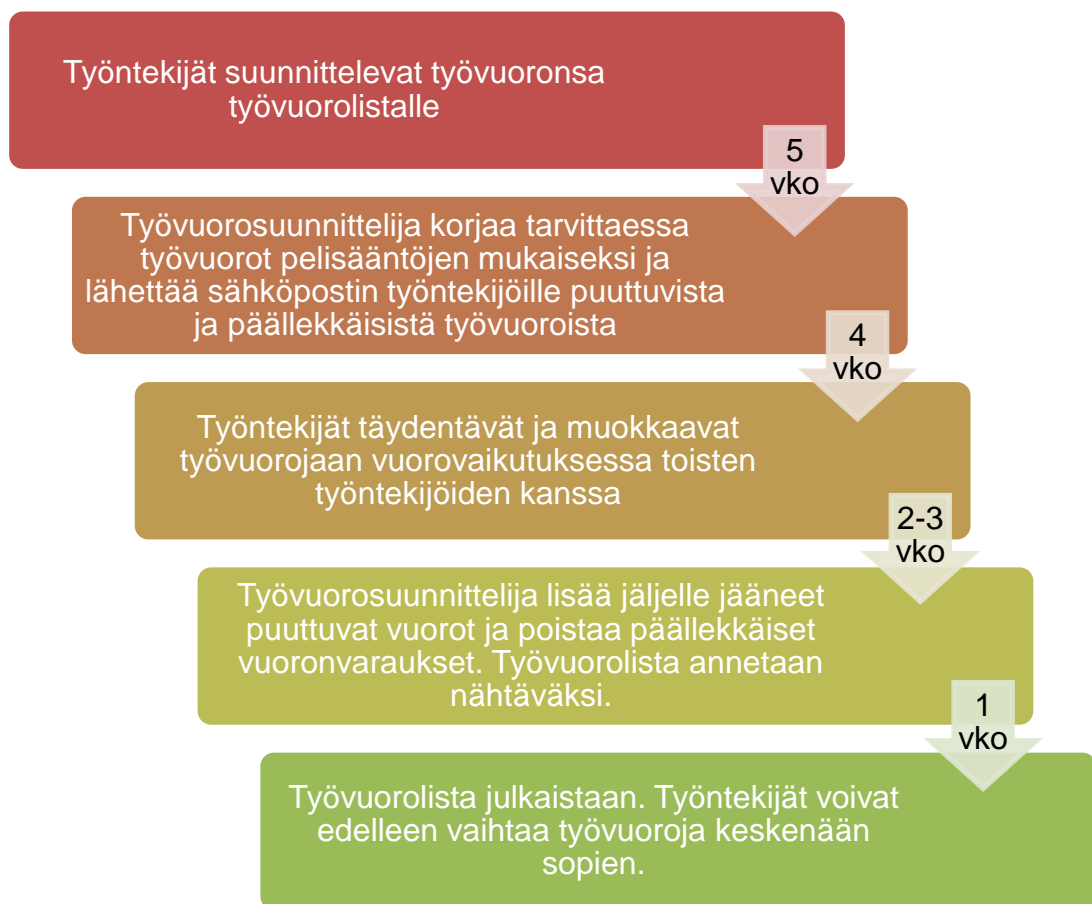 Työntekijät suunnittelevat työvuoronsa
työvuorolistalle
5
vko
Työvuorosuunnittelija korjaa tarvittaessa
työvuorot pelisääntöjen mukaiseksi ja
lähettää sähköpostin työntekijöille puuttuvista
ja päällekkäisistä työvuoroista
4
vko
Työntekijät täydentävät ja muokkaavat
työvuorojaan vuorovaikutuksessa toisten
työntekijöiden kanssa
2-3
vko
Työvuorosuunnittelija lisää jäljelle jääneet
puuttuvat vuorot ja poistaa päällekkäiset
vuoronvaraukset. Työvuorolista annetaan
nähtäväksi.
1
vko
Työvuorolista julkaistaan. Työntekijät voivat
edelleen vaihtaa työvuoroja keskenään
sopien.